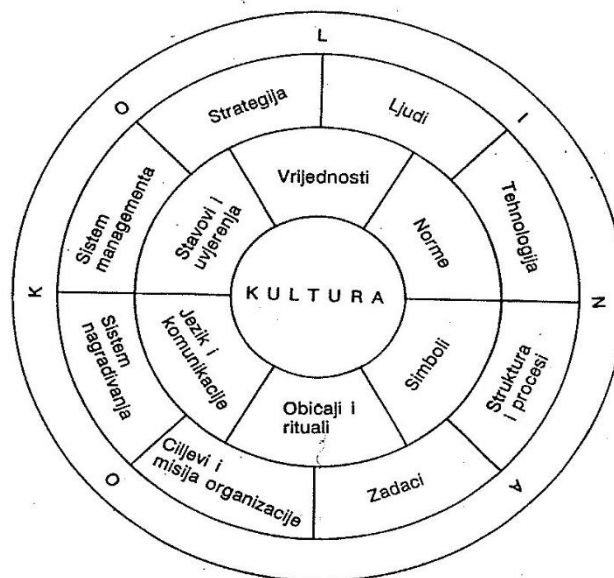 O K O L I N A
Strategija
Ljudi
Tehnologija
Struktura
i procesi
Zadaci
Ciljevi i
misija organizacije
Sistem
nagrađivanja
Sistem
managementa
Vrijednosti
Norme
Simboli
Običaji i
rituali
Jezik i
komunikacije
Stavovi i
uvjerenja
KULTURA